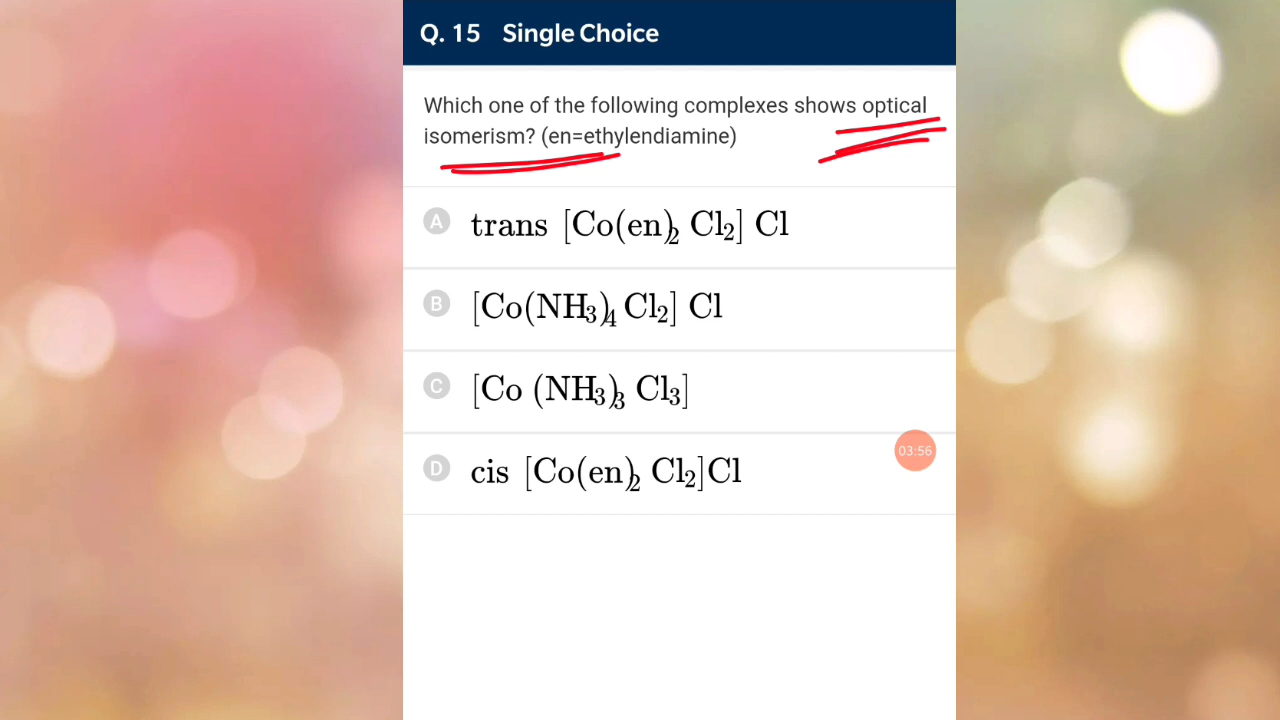 Q. 15 Single Choice
Which one of the following complexes shows optical
isomerism? (en=ethylendiamine)
A trans [Co(en)₂ Cl₂] Cl
B [Co(NH₃)₄ Cl₂] Cl
C [Co (NH₃)₃ Cl₃]
03:56
D cis [Co(en)₂ Cl₂]Cl